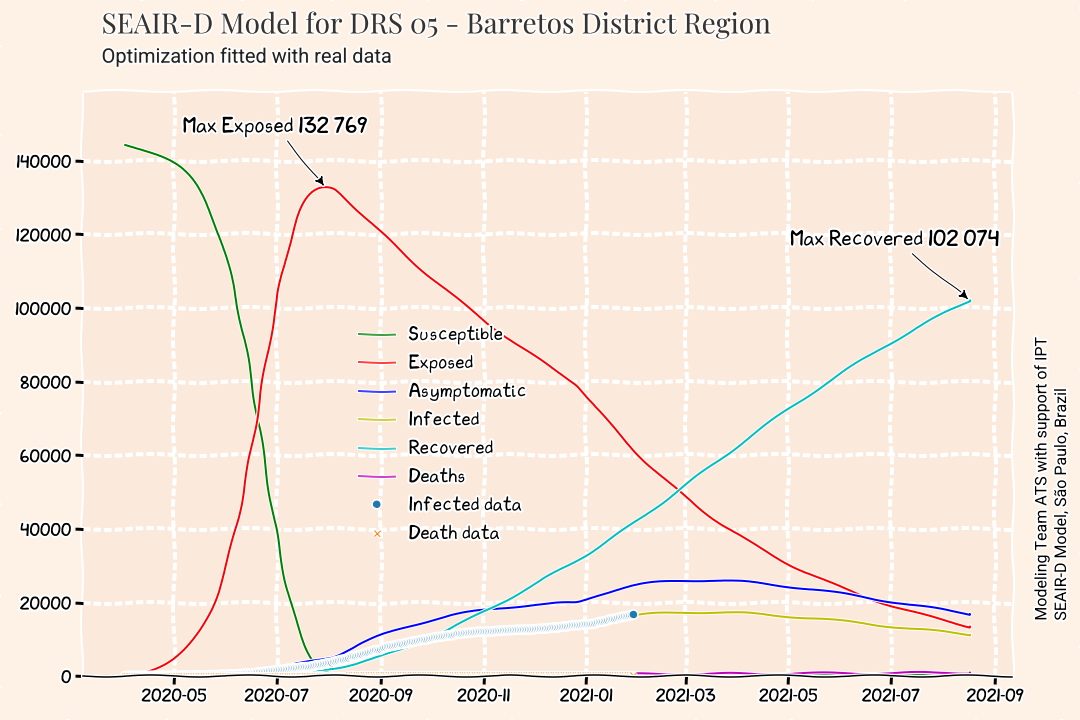 SEAIR-D Model for DRS 05 - Barretos District Region
Optimization fitted with real data
Max Exposed 132 769
Max Recovered 102 074
140000
120000
100000
80000
60000
40000
20000
0
Susceptible
Exposed
Asymptomatic
Infected
Recovered
Deaths
Infected data
Death data
2020-05
2020-07
2020-09
2020-11
2021-01
2021-03
2021-05
2021-07
2021-09
Modeling Team ATS with support of IPT
SEAIR-D Model, São Paulo, Brazil